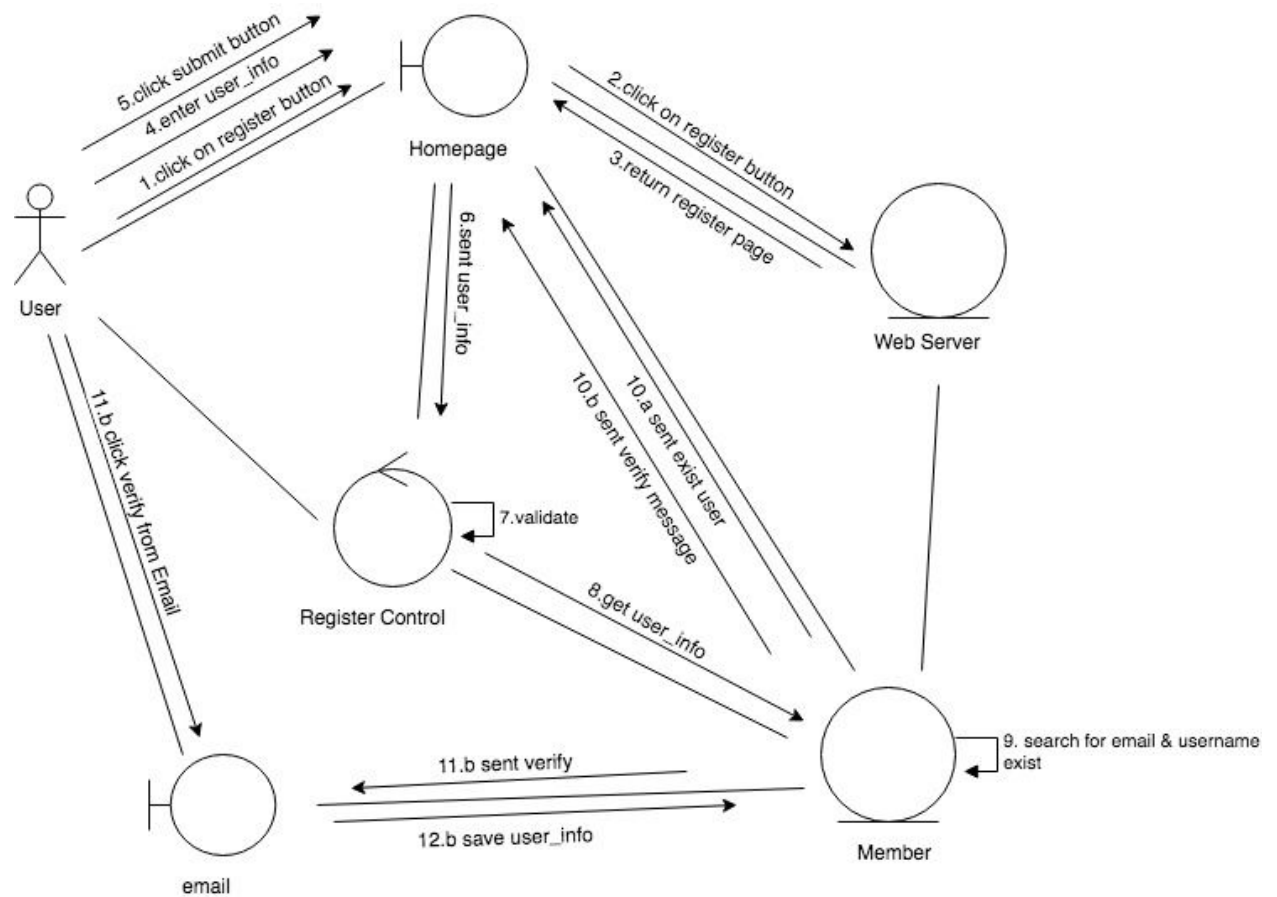 5.click submit button
4.enter user_info
1.click on register button
Homepage
2.click on register button
3.return register page
User
Web Server
6.sent user_info
10.b sent verify message
10.a sent exist user
11.b click verify from Email
7.validate
Register Control
8.get user_info
9. search for email & username
exist
11.b sent verify
12.b save user_info
Member
email